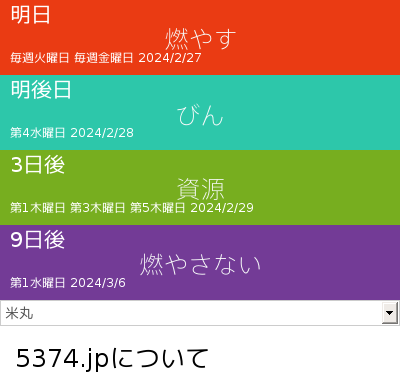 明日
燃やす
毎週火曜日 毎週金曜日 2024/2/27
明後日
びん
第4水曜日 2024/2/28
3日後
資源
第1木曜日 第3木曜日 第5木曜日 2024/2/29
9日後
燃やさない
第1水曜日 2024/3/6
米丸
5374.jpについて